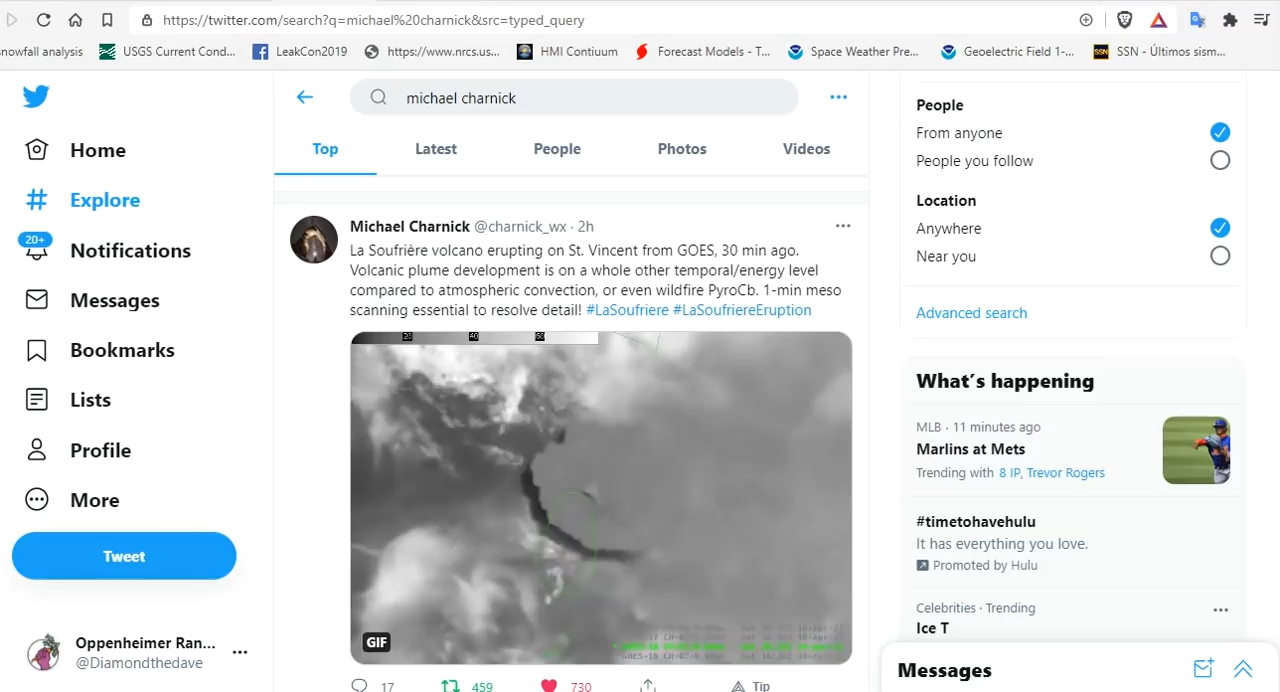 https://twitter.com/search?q=michael%20charnick&src=typed_query
snowfall analysis
USGS Current Cond...
LeakCon2019
https://www.nrcs.us...
HMI Contiuum
Forecast Models - T...
Space Weather Pre...
Geoelectric Field 1-...
SSN
SSN - Últimos sism...
Home
Explore
20+
Notifications
Messages
Bookmarks
Lists
Profile
More
Tweet
Oppenheimer Ran...
@Diamondthedave
michael charnick
Top
Latest
People
Photos
Videos
Michael Charnick @charnick_wx · 2h
La Soufrière volcano erupting on St. Vincent from GOES, 30 min ago.
Volcanic plume development is on a whole other temporal/energy level
compared to atmospheric convection, or even wildfire PyroCb. 1-min meso
scanning essential to resolve detail! #LaSoufriere #LaSoufriereEruption
20
40
60
GIF
17
459
730
Tip
People
From anyone
People you follow
Location
Anywhere
Near you
Advanced search
What's happening
MLB · 11 minutes ago
Marlins at Mets
Trending with 8 IP, Trevor Rogers
#timetohavehulu
It has everything you love.
Promoted by Hulu
Celebrities · Trending
Ice T
Messages